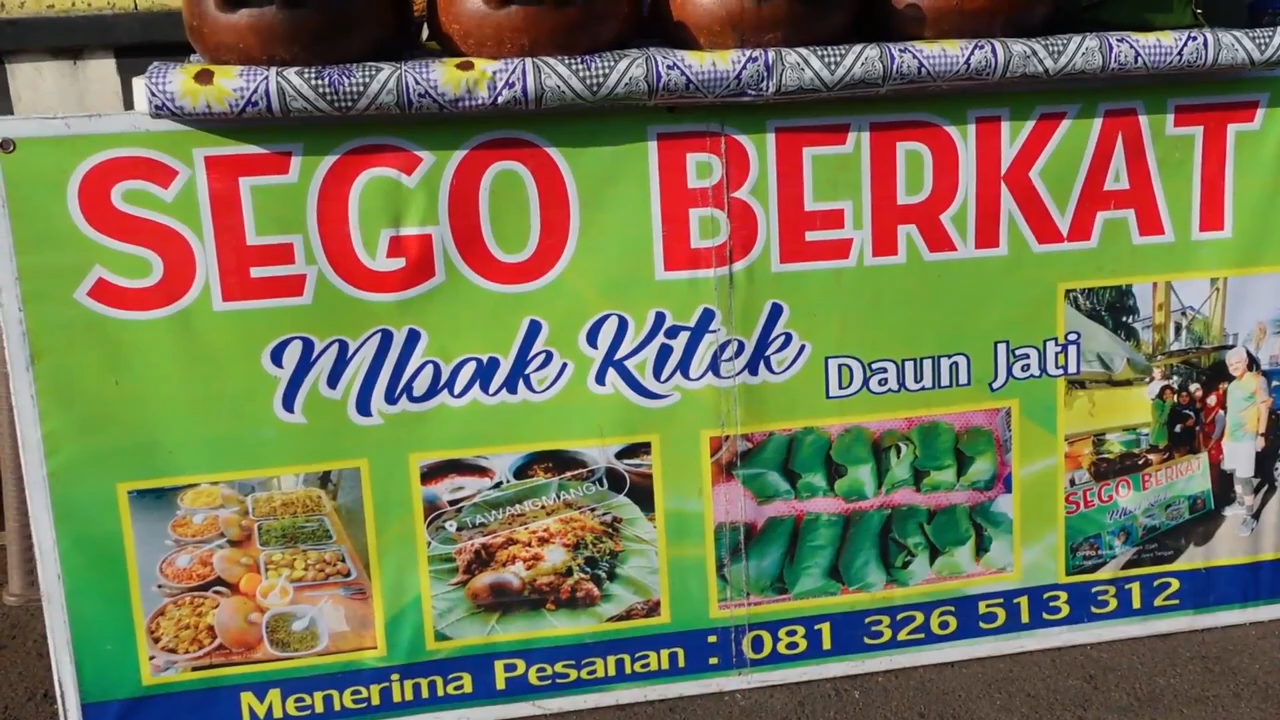 SEGO BERKAT
Mbak Kitek Daun Jati
TAWANGMANGU
SEGO BERKAT
Menerima Pesanan : 081 326 513 312